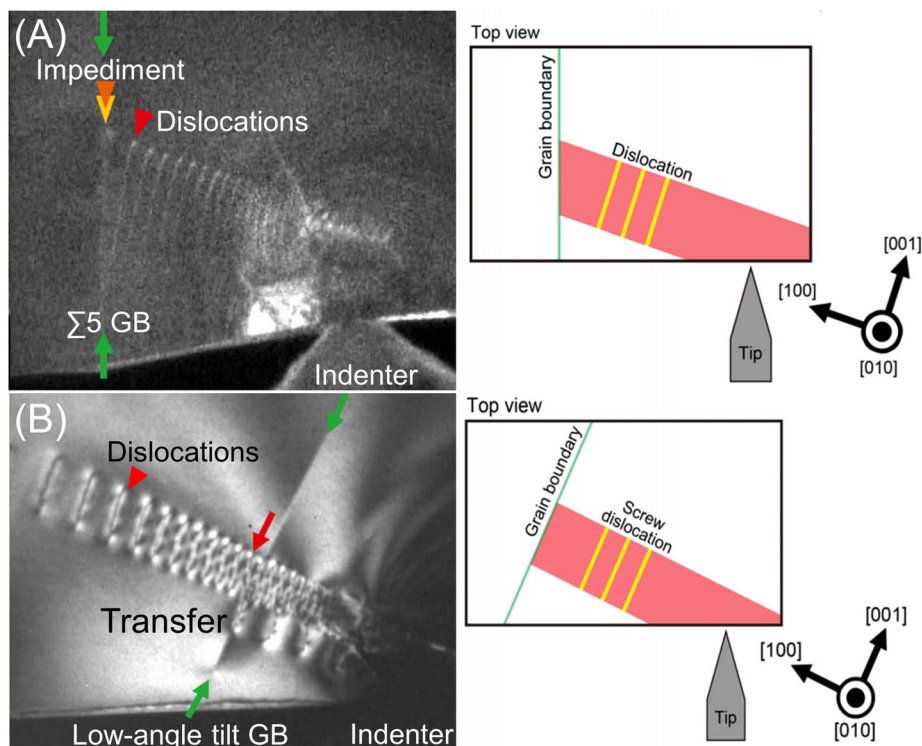 (A)
Impediment
Dislocations
∑5 GB
Indenter
Top view
Grain boundary
Dislocation
Tip
[001]
[100]
[010]
(B)
Dislocations
Transfer
Low-angle tilt GB
Indenter
Top view
Grain boundary
Screw
dislocation
Tip
[001]
[100]
[010]